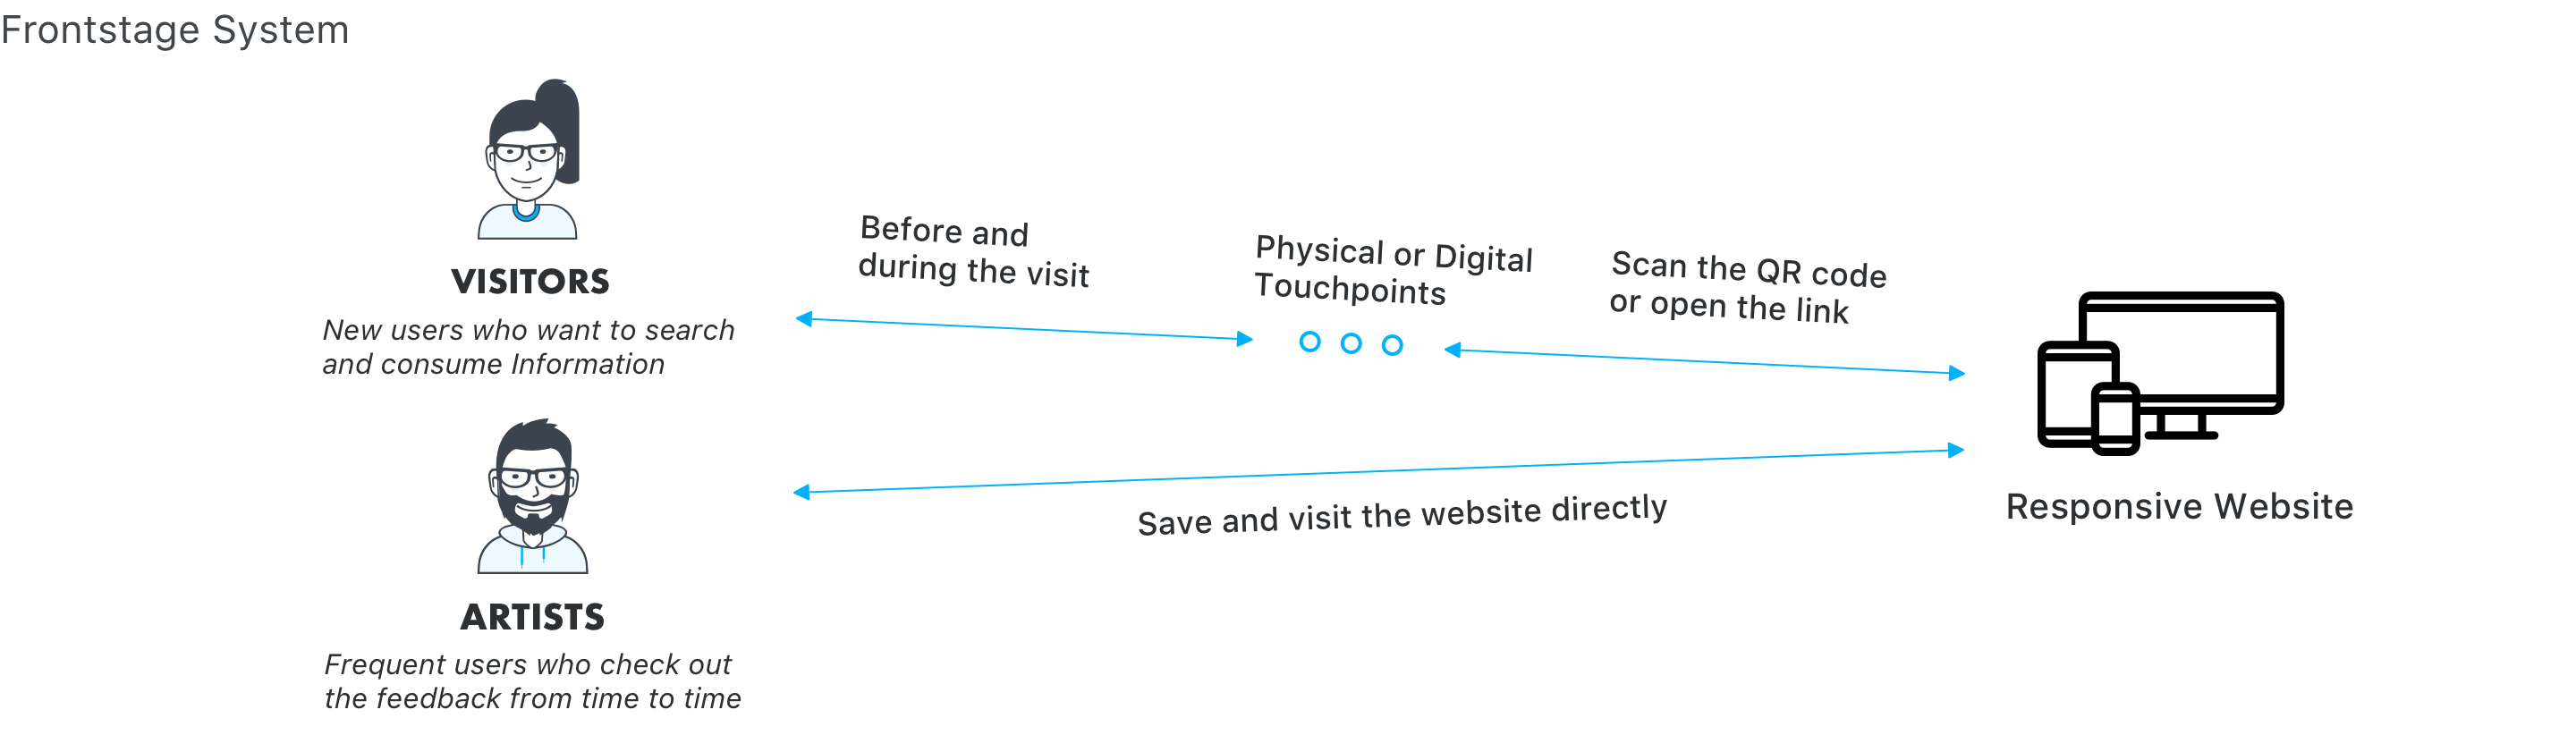 Frontstage System
VISITORS
New users who want to search
and consume Information
Before and
during the visit
Physical or Digital
Touchpoints
Scan the QR code
or open the link
Responsive Website
Save and visit the website directly
ARTISTS
Frequent users who check out
the feedback from time to time